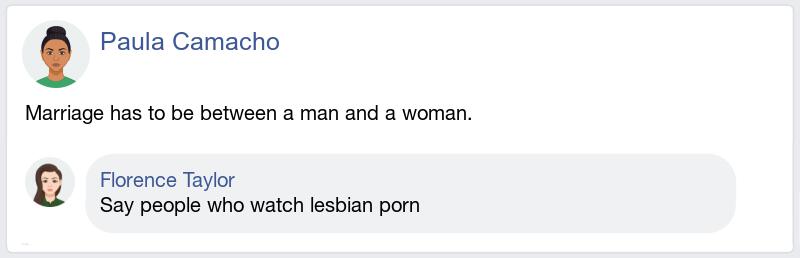 Paula Camacho
Marriage has to be between a man and a woman.
Florence Taylor
Say people who watch lesbian porn